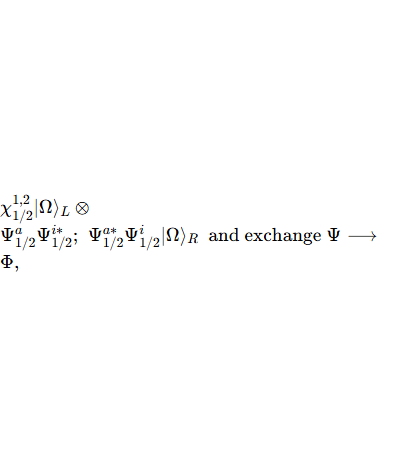 χ^{1,2}_{1/2}|Ω⟩_L ⊗
Ψ^a_{1/2}Ψ^{i*}_{1/2}; Ψ^{a*}_{1/2}Ψ^i_{1/2}|Ω⟩_R and exchange Ψ ⟶
Φ,